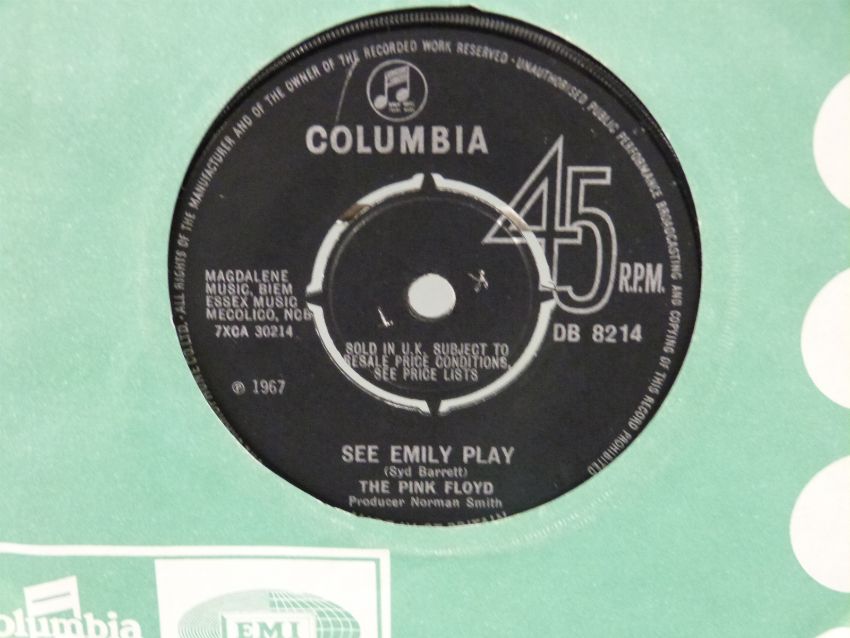 ALL RIGHTS OF THE MANUFACTURER AND OF THE OWNER OF THE RECORDED WORK RESERVED · UNAUTHORISED PUBLIC PERFORMANCE BROADCASTING AND COPYING OF THIS RECORD PROHIBITED
COLUMBIA
45
R.P.M.
MAGDALENE
MUSIC, BIEM
ESSEX MUSIC
MECOLICO, NCB
7XCA 30214
DB 8214
SOLD IN U.K. SUBJECT TO
RESALE PRICE CONDITIONS,
SEE PRICE LISTS
℗ 1967
SEE EMILY PLAY
(Syd Barrett)
THE PINK FLOYD
Producer Norman Smith
Columbia
EMI